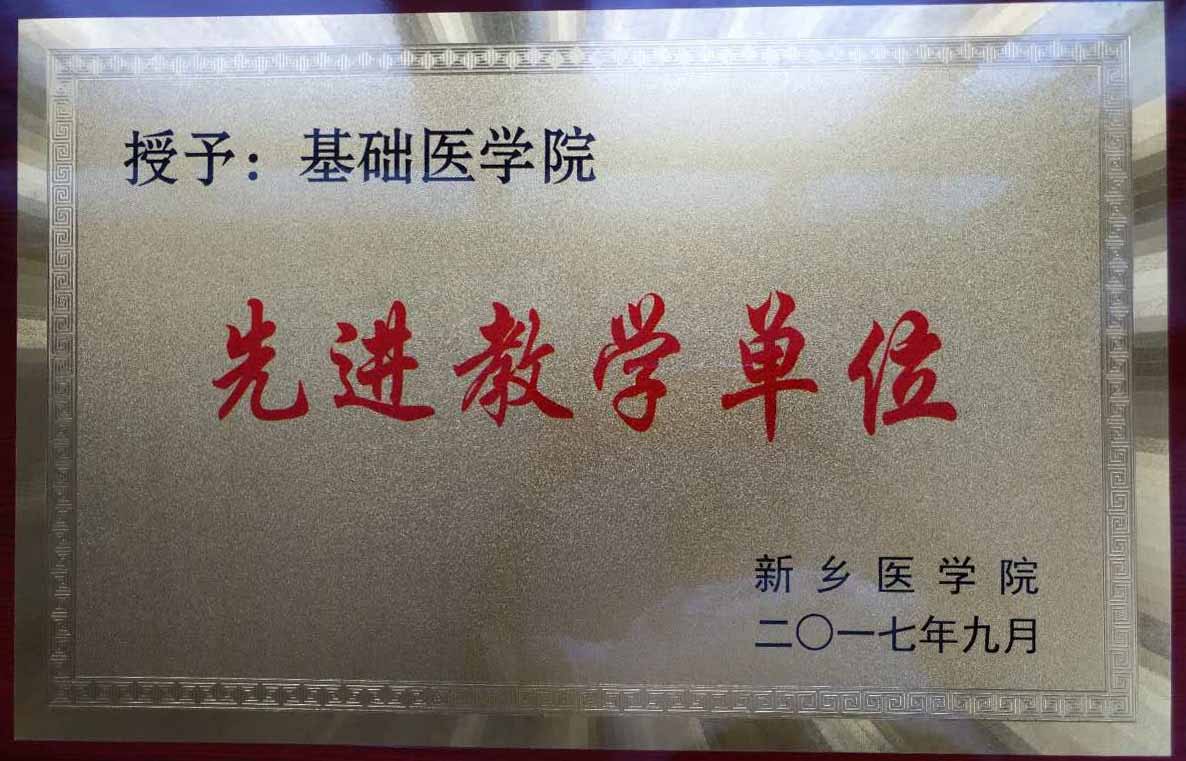 授予：基础医学院
先进教学单位
新乡医学院
二〇一七年九月